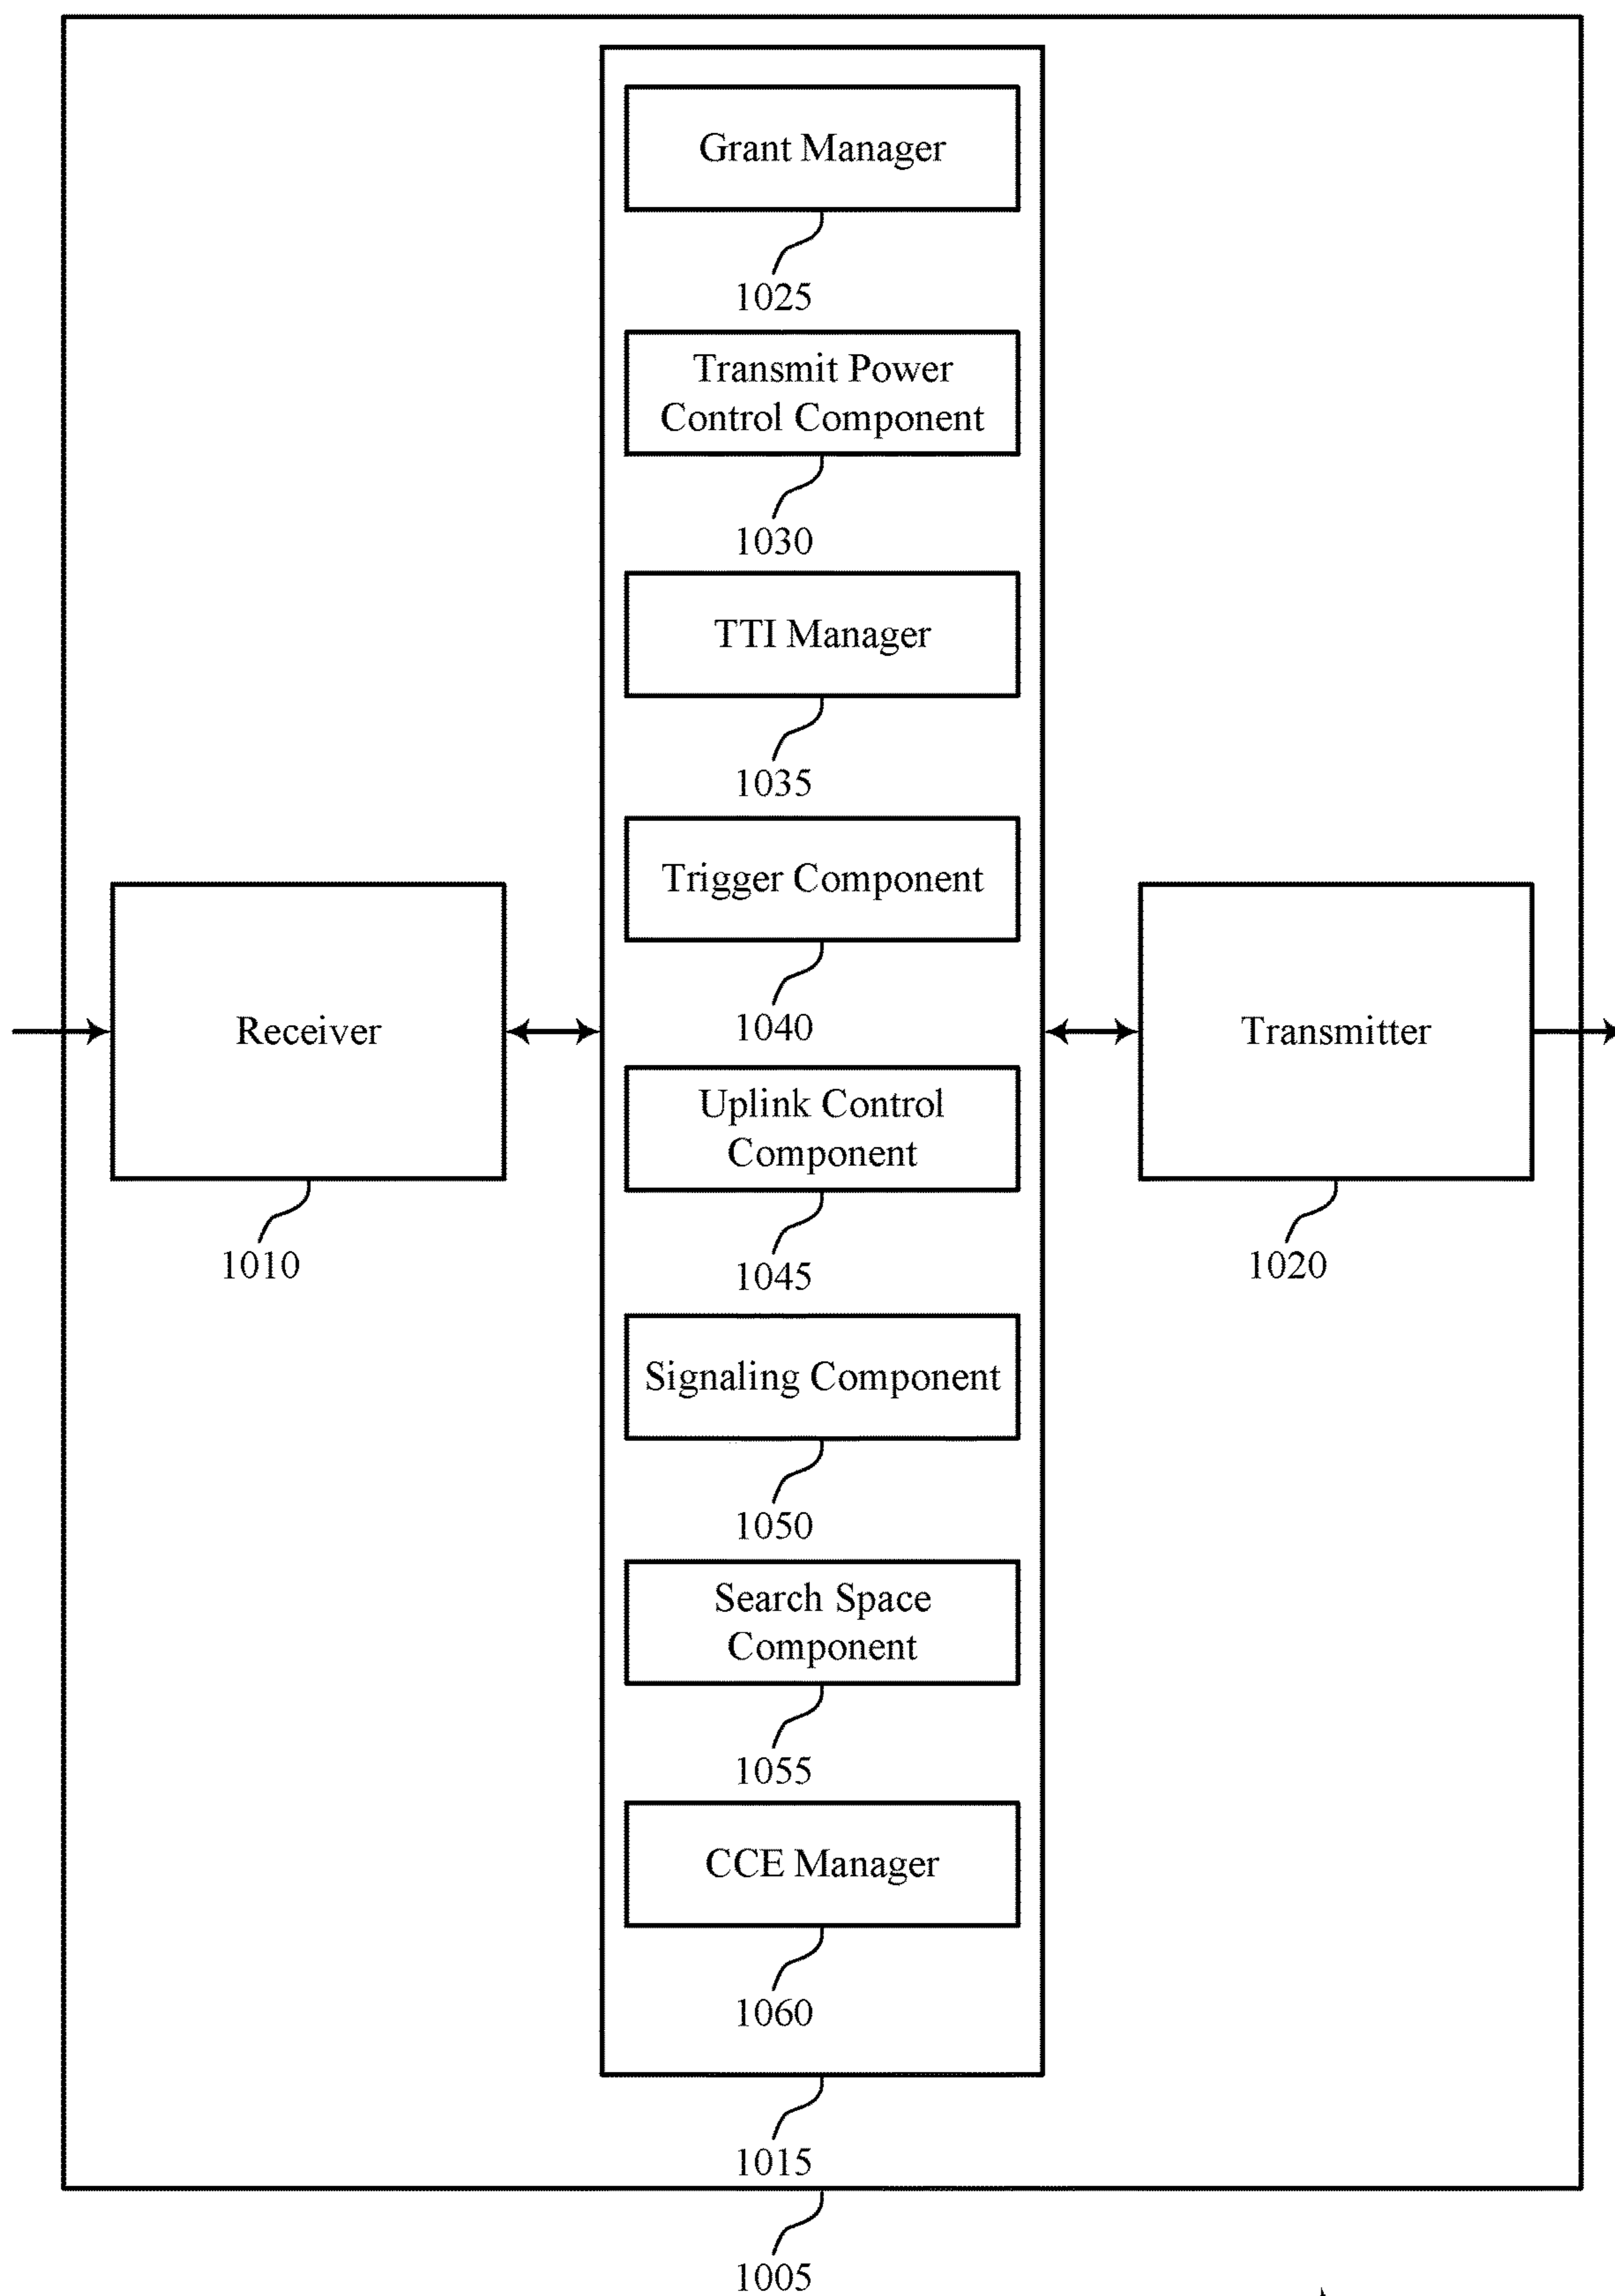 Grant Manager
1025
Transmit Power
Control Component
1030
TTI Manager
1035
Trigger Component
1040
Receiver
1010
Uplink Control
Component
1045
Transmitter
1020
Signaling Component
1050
Search Space
Component
1055
CCE Manager
1060
1015
1005